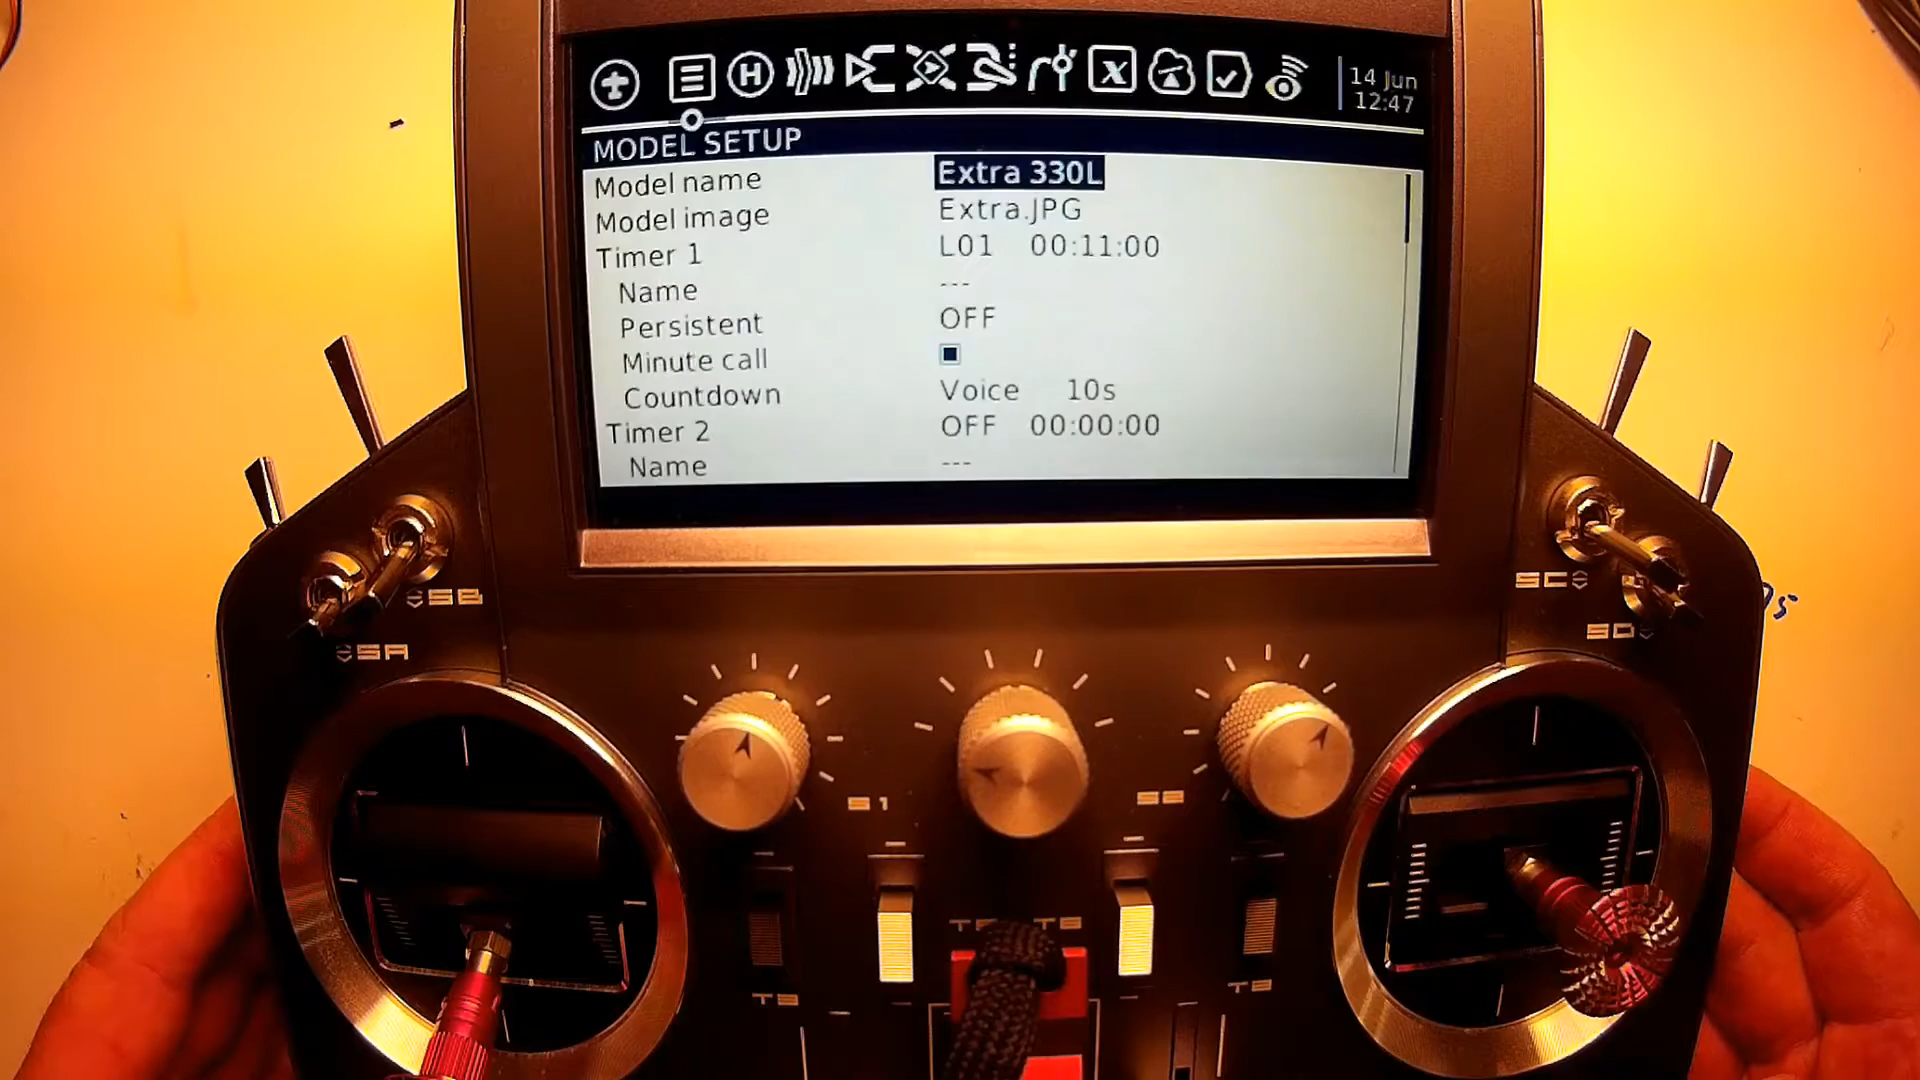 14 Jun
12:47
MODEL SETUP
Model name Extra 330L
Model image Extra.JPG
Timer 1 L01 00:11:00
Name ---
Persistent OFF
Minute call
Countdown Voice 10s
Timer 2 OFF 00:00:00
Name ---
SB
SA
SC
SD
S1
S2